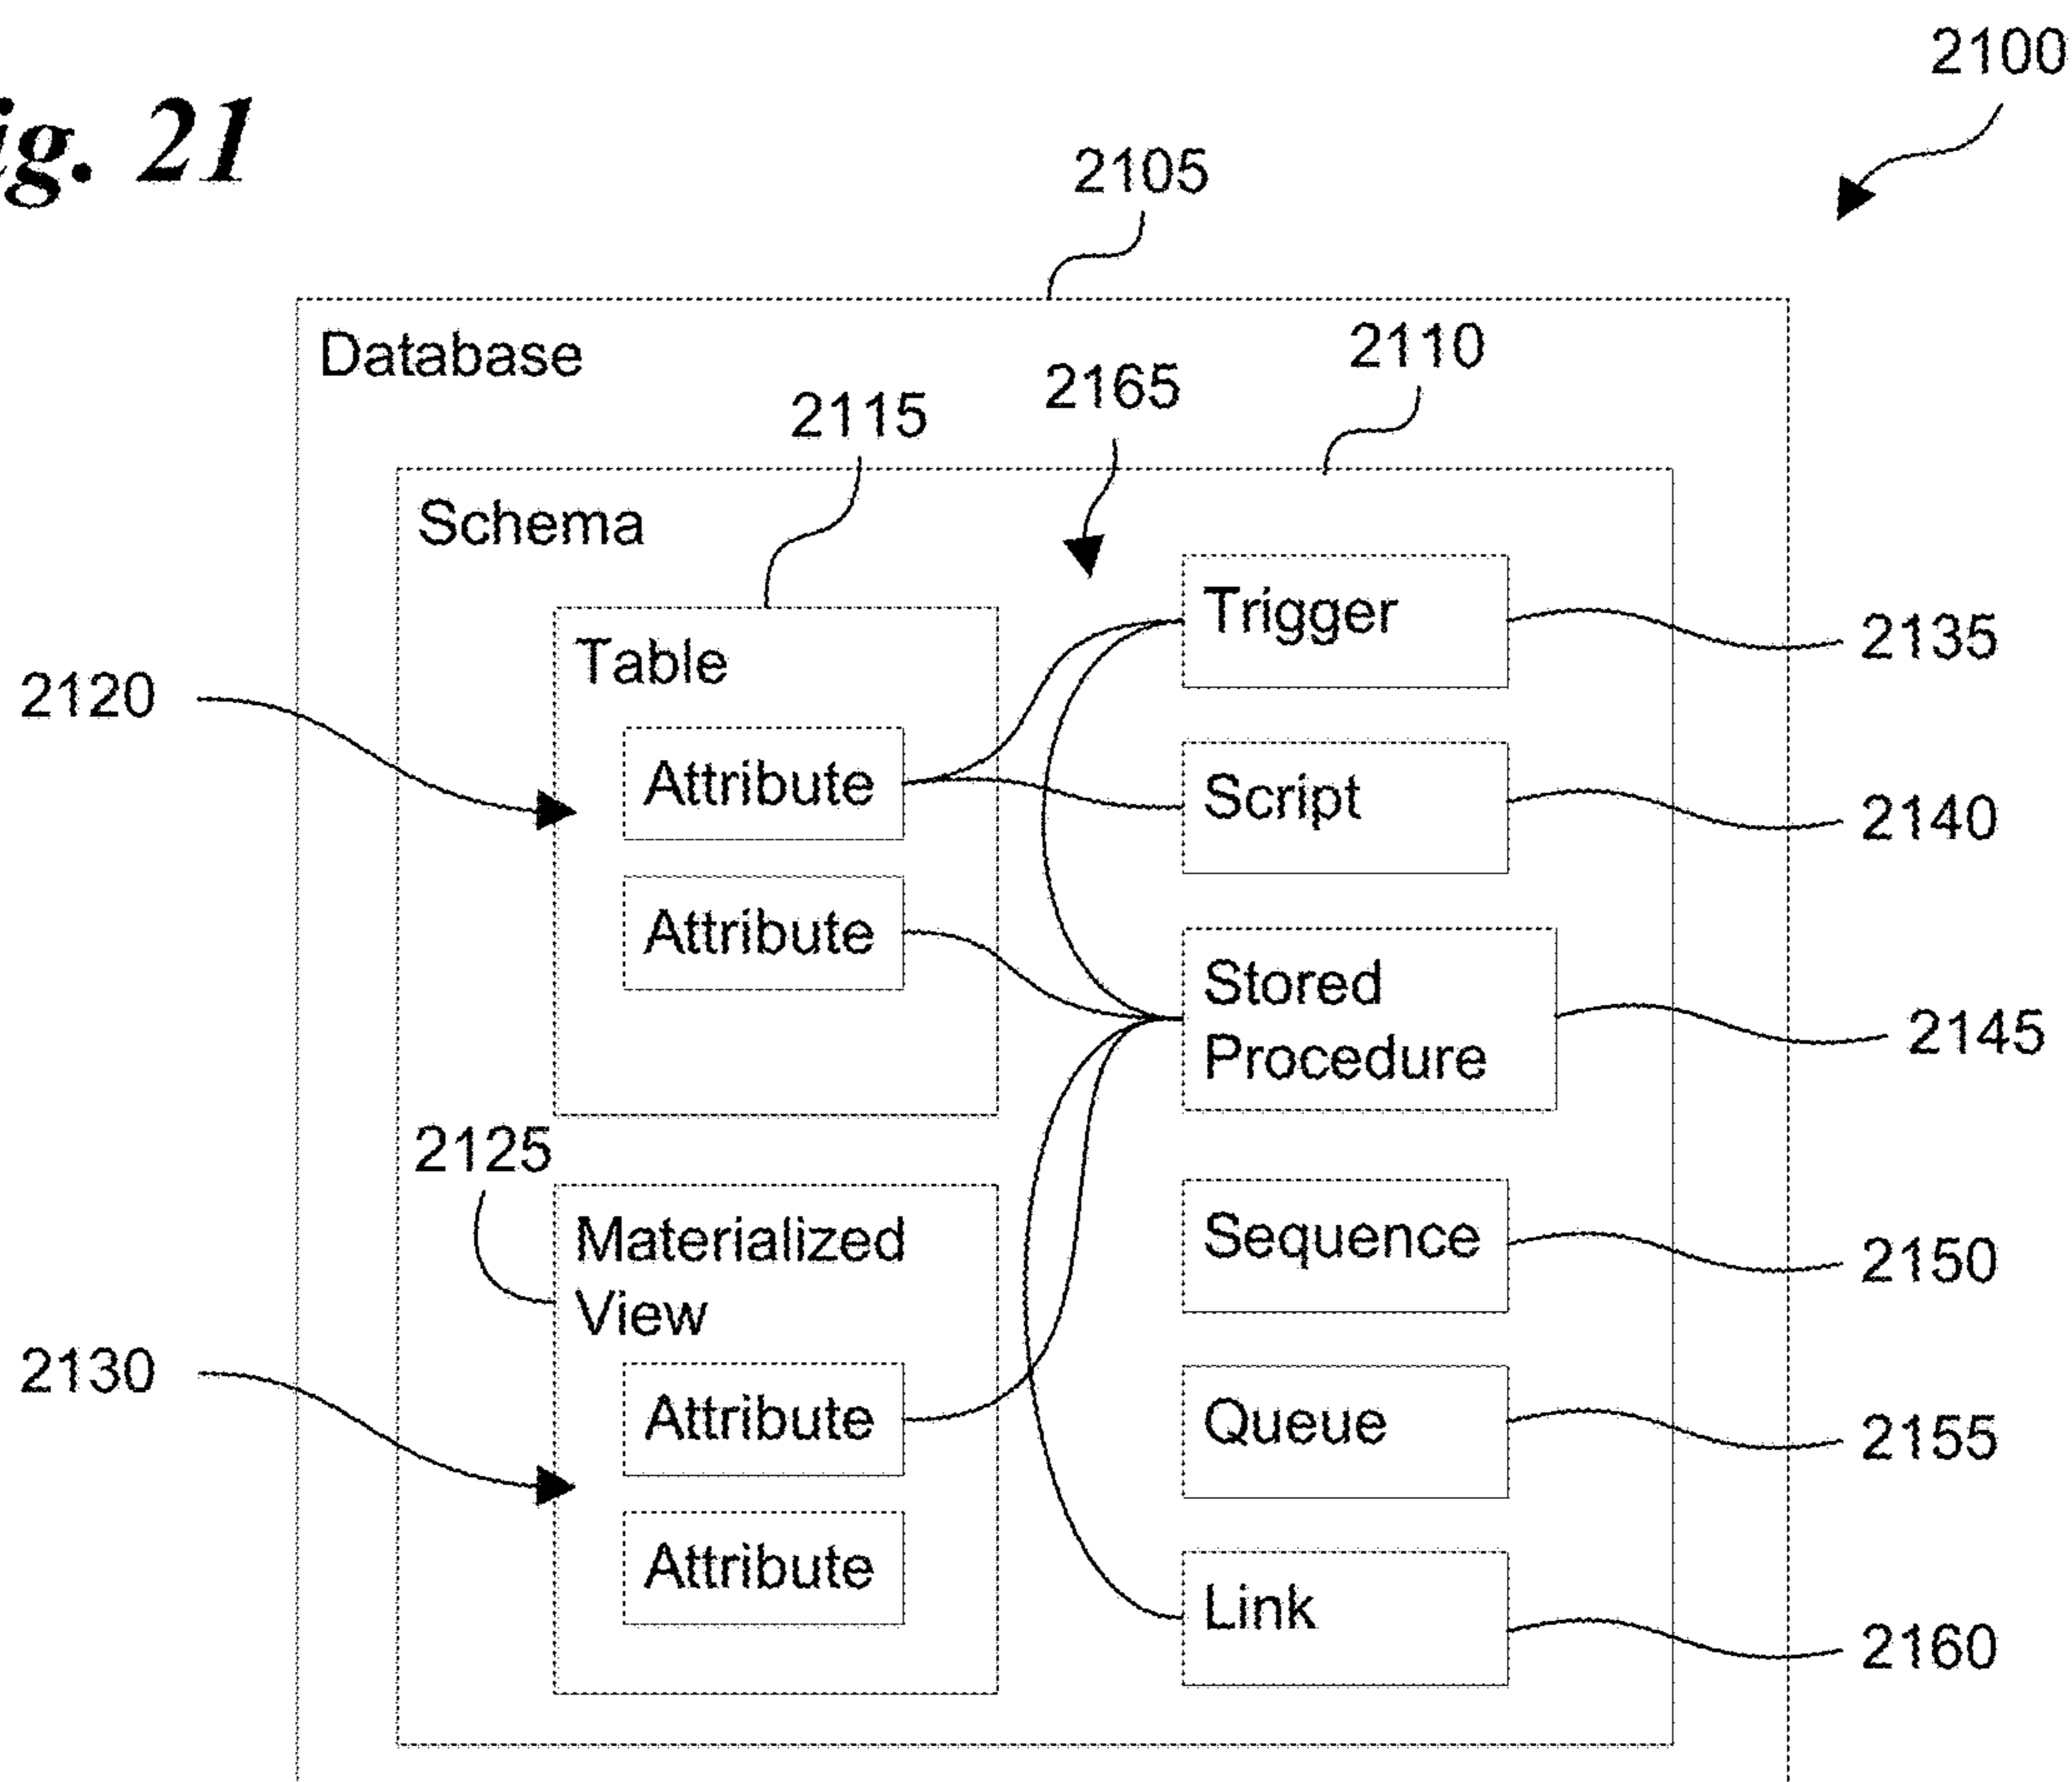 2100
ig. 21
2105
Database
2110
2165
2115
Schema
Trigger
2135
Table
2120
Attribute
Script
2140
Attribute
Stored
Procedure
2145
2125
Materialized
View
Sequence
2150
2130
Attribute
Queue
2155
Attribute
Link
2160